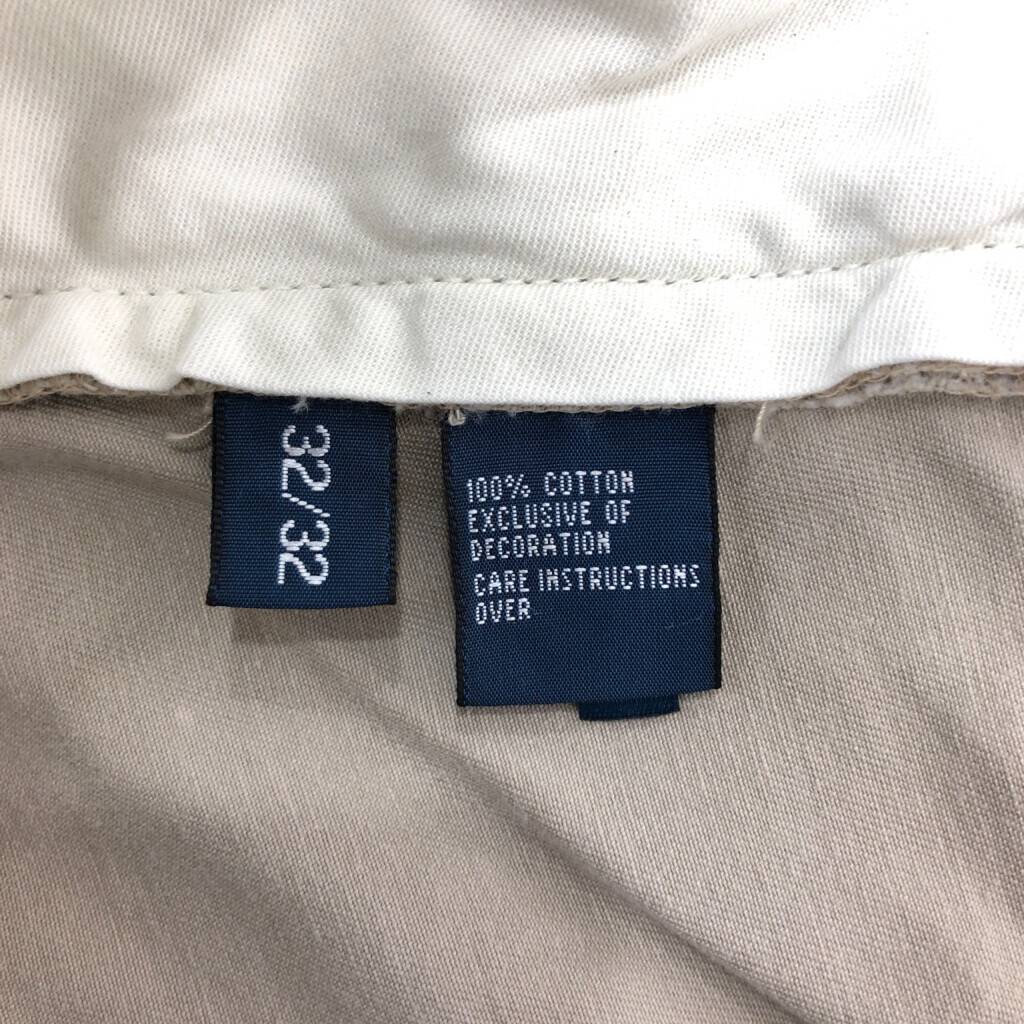 32/32
100% COTTON
EXCLUSIVE OF
DECORATION
CARE INSTRUCTIONS
OVER